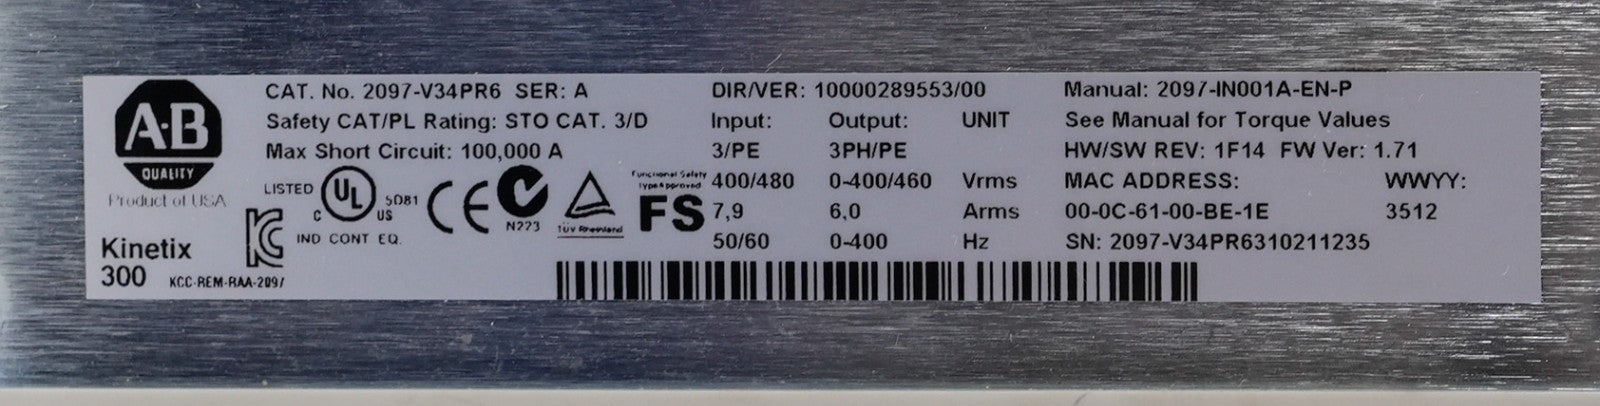 A·B
QUALITY
Product of USA
Kinetix
300
KCC-REM-RAA-2097
CAT. No. 2097-V34PR6 SER: A
Safety CAT/PL Rating: STO CAT. 3/D
Max Short Circuit: 100,000 A
LISTED
C UL US
5D81
IND CONT EQ.
CE
N223
TÜV Rheinland
Functional Safety
Type Approved
FS
DIR/VER: 10000289553/00
Input: Output: UNIT
3/PE 3PH/PE
400/480 0-400/460 Vrms
7,9 6,0 Arms
50/60 0-400 Hz
Manual: 2097-IN001A-EN-P
See Manual for Torque Values
HW/SW REV: 1F14 FW Ver: 1.71
MAC ADDRESS: WWYY:
00-0C-61-00-BE-1E 3512
SN: 2097-V34PR6310211235